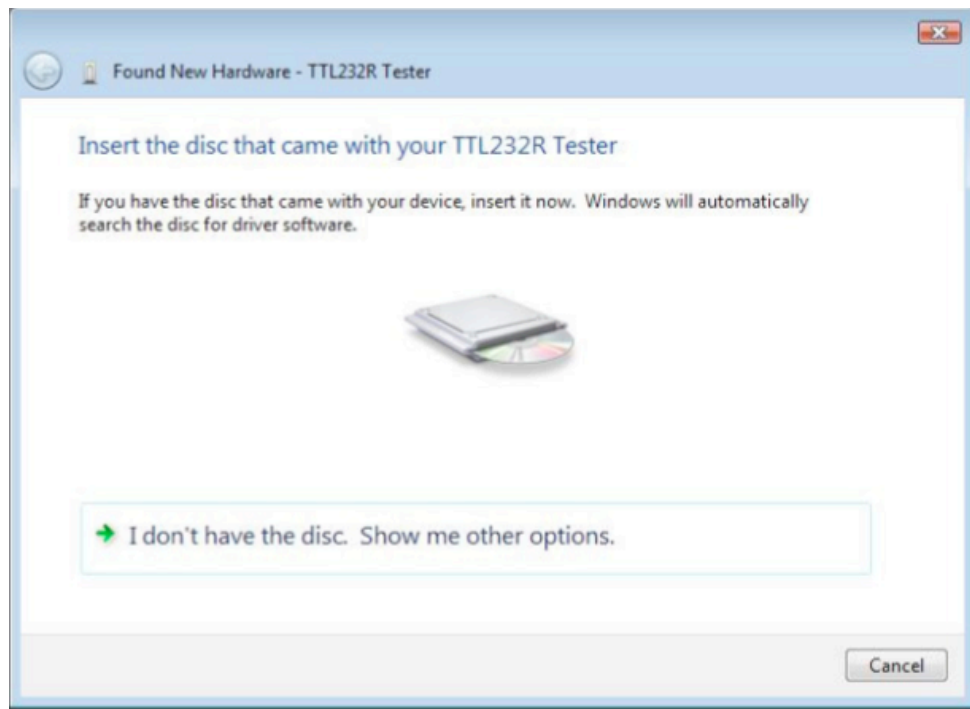 Found New Hardware - TTL232R Tester
Insert the disc that came with your TTL232R Tester
If you have the disc that came with your device, insert it now.  Windows will automatically
search the disc for driver software.
I don't have the disc.  Show me other options.
Cancel